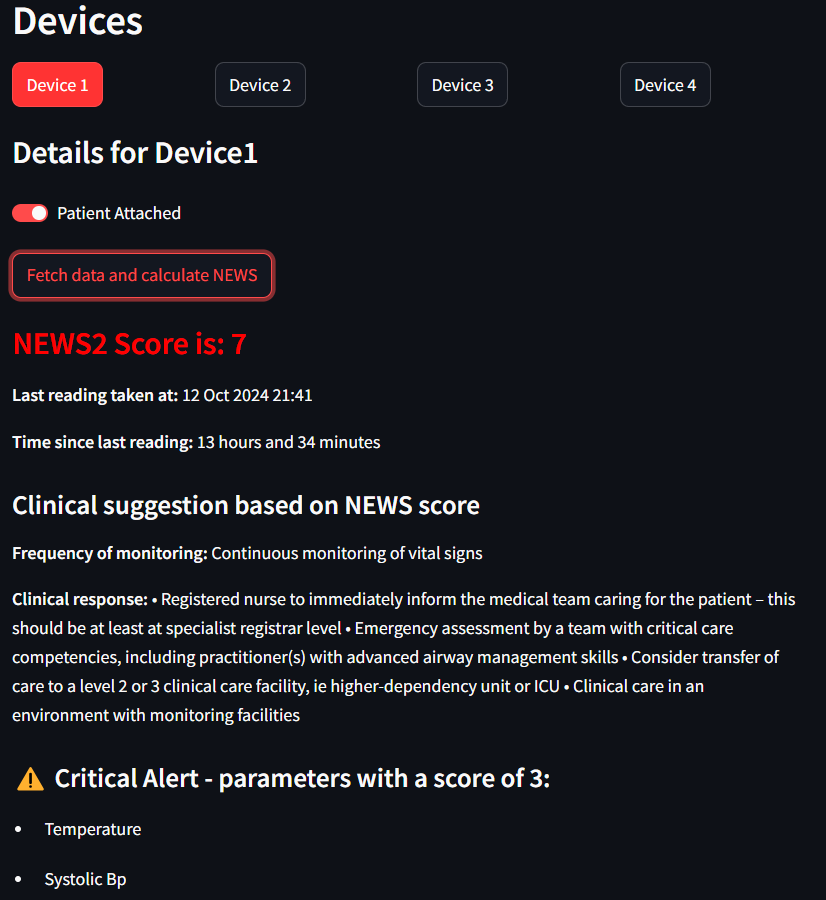 Devices
Device 1
Device 2
Device 3
Device 4
Details for Device1
Patient Attached
Fetch data and calculate NEWS
NEWS2 Score is: 7
Last reading taken at: 12 Oct 2024 21:41
Time since last reading: 13 hours and 34 minutes
Clinical suggestion based on NEWS score
Frequency of monitoring: Continuous monitoring of vital signs
Clinical response: • Registered nurse to immediately inform the medical team caring for the patient – this
should be at least at specialist registrar level • Emergency assessment by a team with critical care
competencies, including practitioner(s) with advanced airway management skills • Consider transfer of
care to a level 2 or 3 clinical care facility, ie higher-dependency unit or ICU • Clinical care in an
environment with monitoring facilities
⚠️ Critical Alert - parameters with a score of 3:
• Temperature
• Systolic Bp